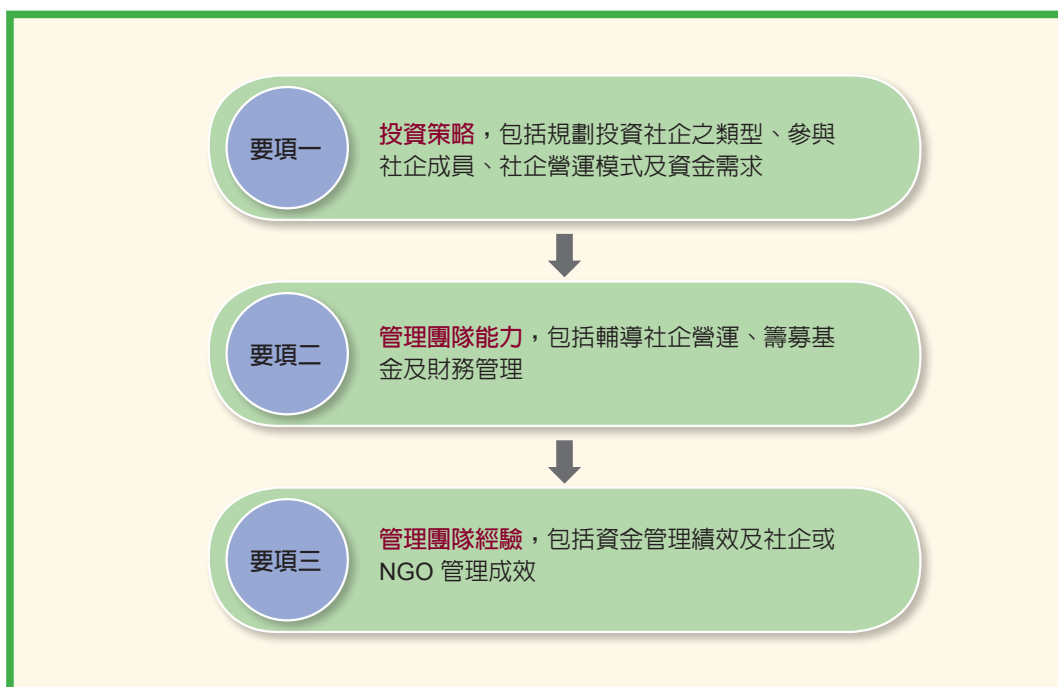 要項一
投資策略，包括規劃投資社企之類型、參與
社企成員、社企營運模式及資金需求
要項二
管理團隊能力，包括輔導社企營運、籌募基
金及財務管理
要項三
管理團隊經驗，包括資金管理績效及社企或
NGO 管理成效